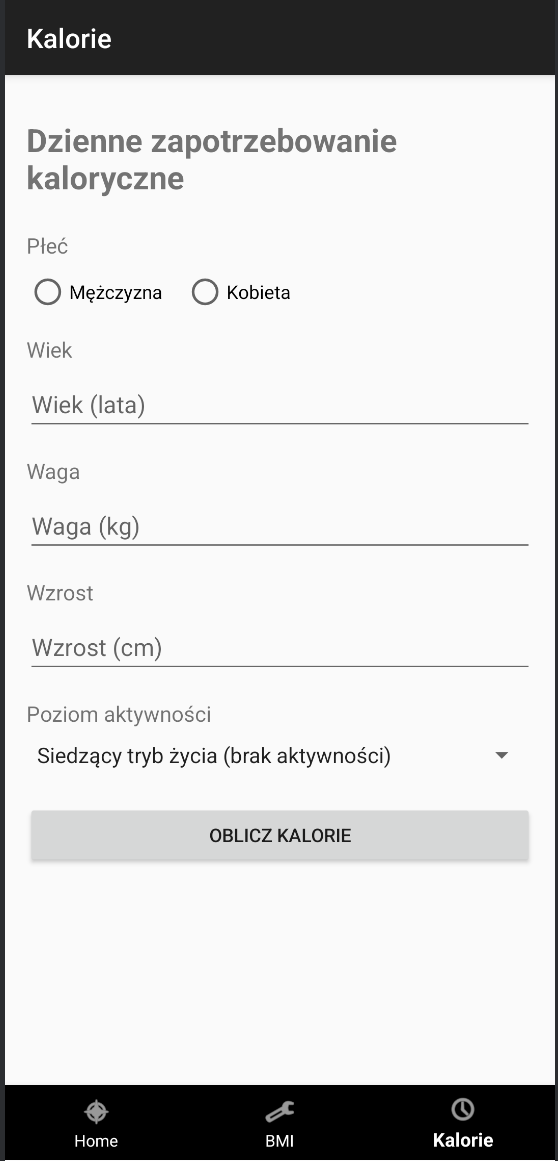 Kalorie
Dzienne zapotrzebowanie
kaloryczne
Płeć
Mężczyzna Kobieta
Wiek
Wiek (lata)
Waga
Waga (kg)
Wzrost
Wzrost (cm)
Poziom aktywności
Siedzący tryb życia (brak aktywności)
OBLICZ KALORIE
Home BMI Kalorie